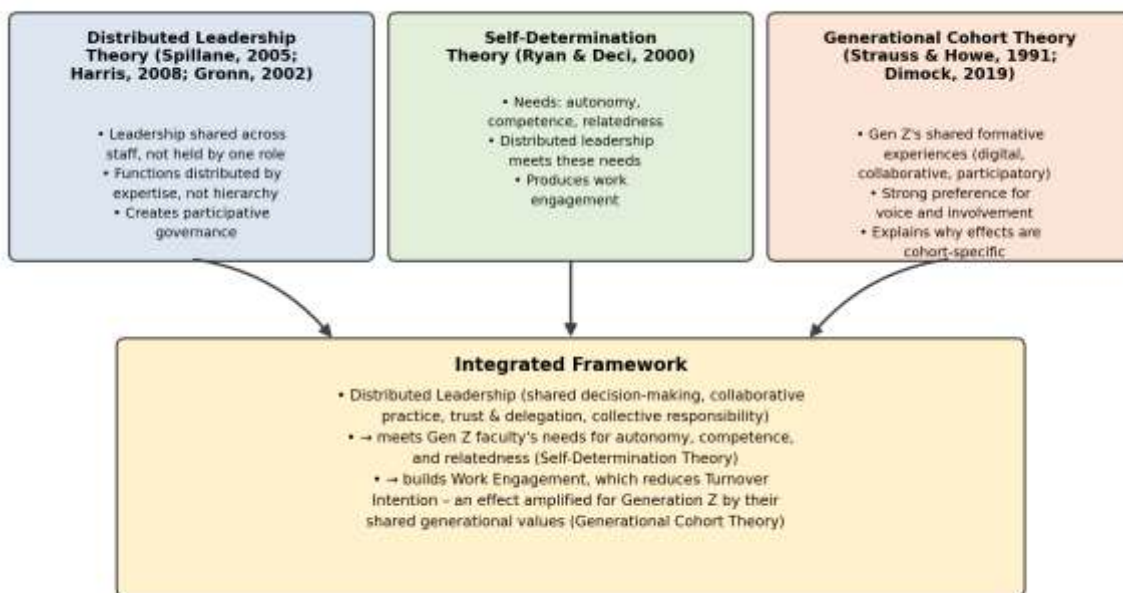 Distributed Leadership
Theory (Spillane, 2005;
Harris, 2008; Gronn, 2002)
• Leadership shared across
staff, not held by one role
• Functions distributed by
expertise, not hierarchy
• Creates participative
governance
Self-Determination
Theory (Ryan & Deci, 2000)
• Needs: autonomy,
competence, relatedness
• Distributed leadership
meets these needs
• Produces work
engagement
Generational Cohort Theory
(Strauss & Howe, 1991;
Dimock, 2019)
• Gen Z's shared formative
experiences (digital,
collaborative, participatory)
• Strong preference for
voice and involvement
• Explains why effects are
cohort-specific
Integrated Framework
• Distributed Leadership (shared decision-making, collaborative
practice, trust & delegation, collective responsibility)
• → meets Gen Z faculty's needs for autonomy, competence,
and relatedness (Self-Determination Theory)
• → builds Work Engagement, which reduces Turnover
Intention – an effect amplified for Generation Z by their
shared generational values (Generational Cohort Theory)